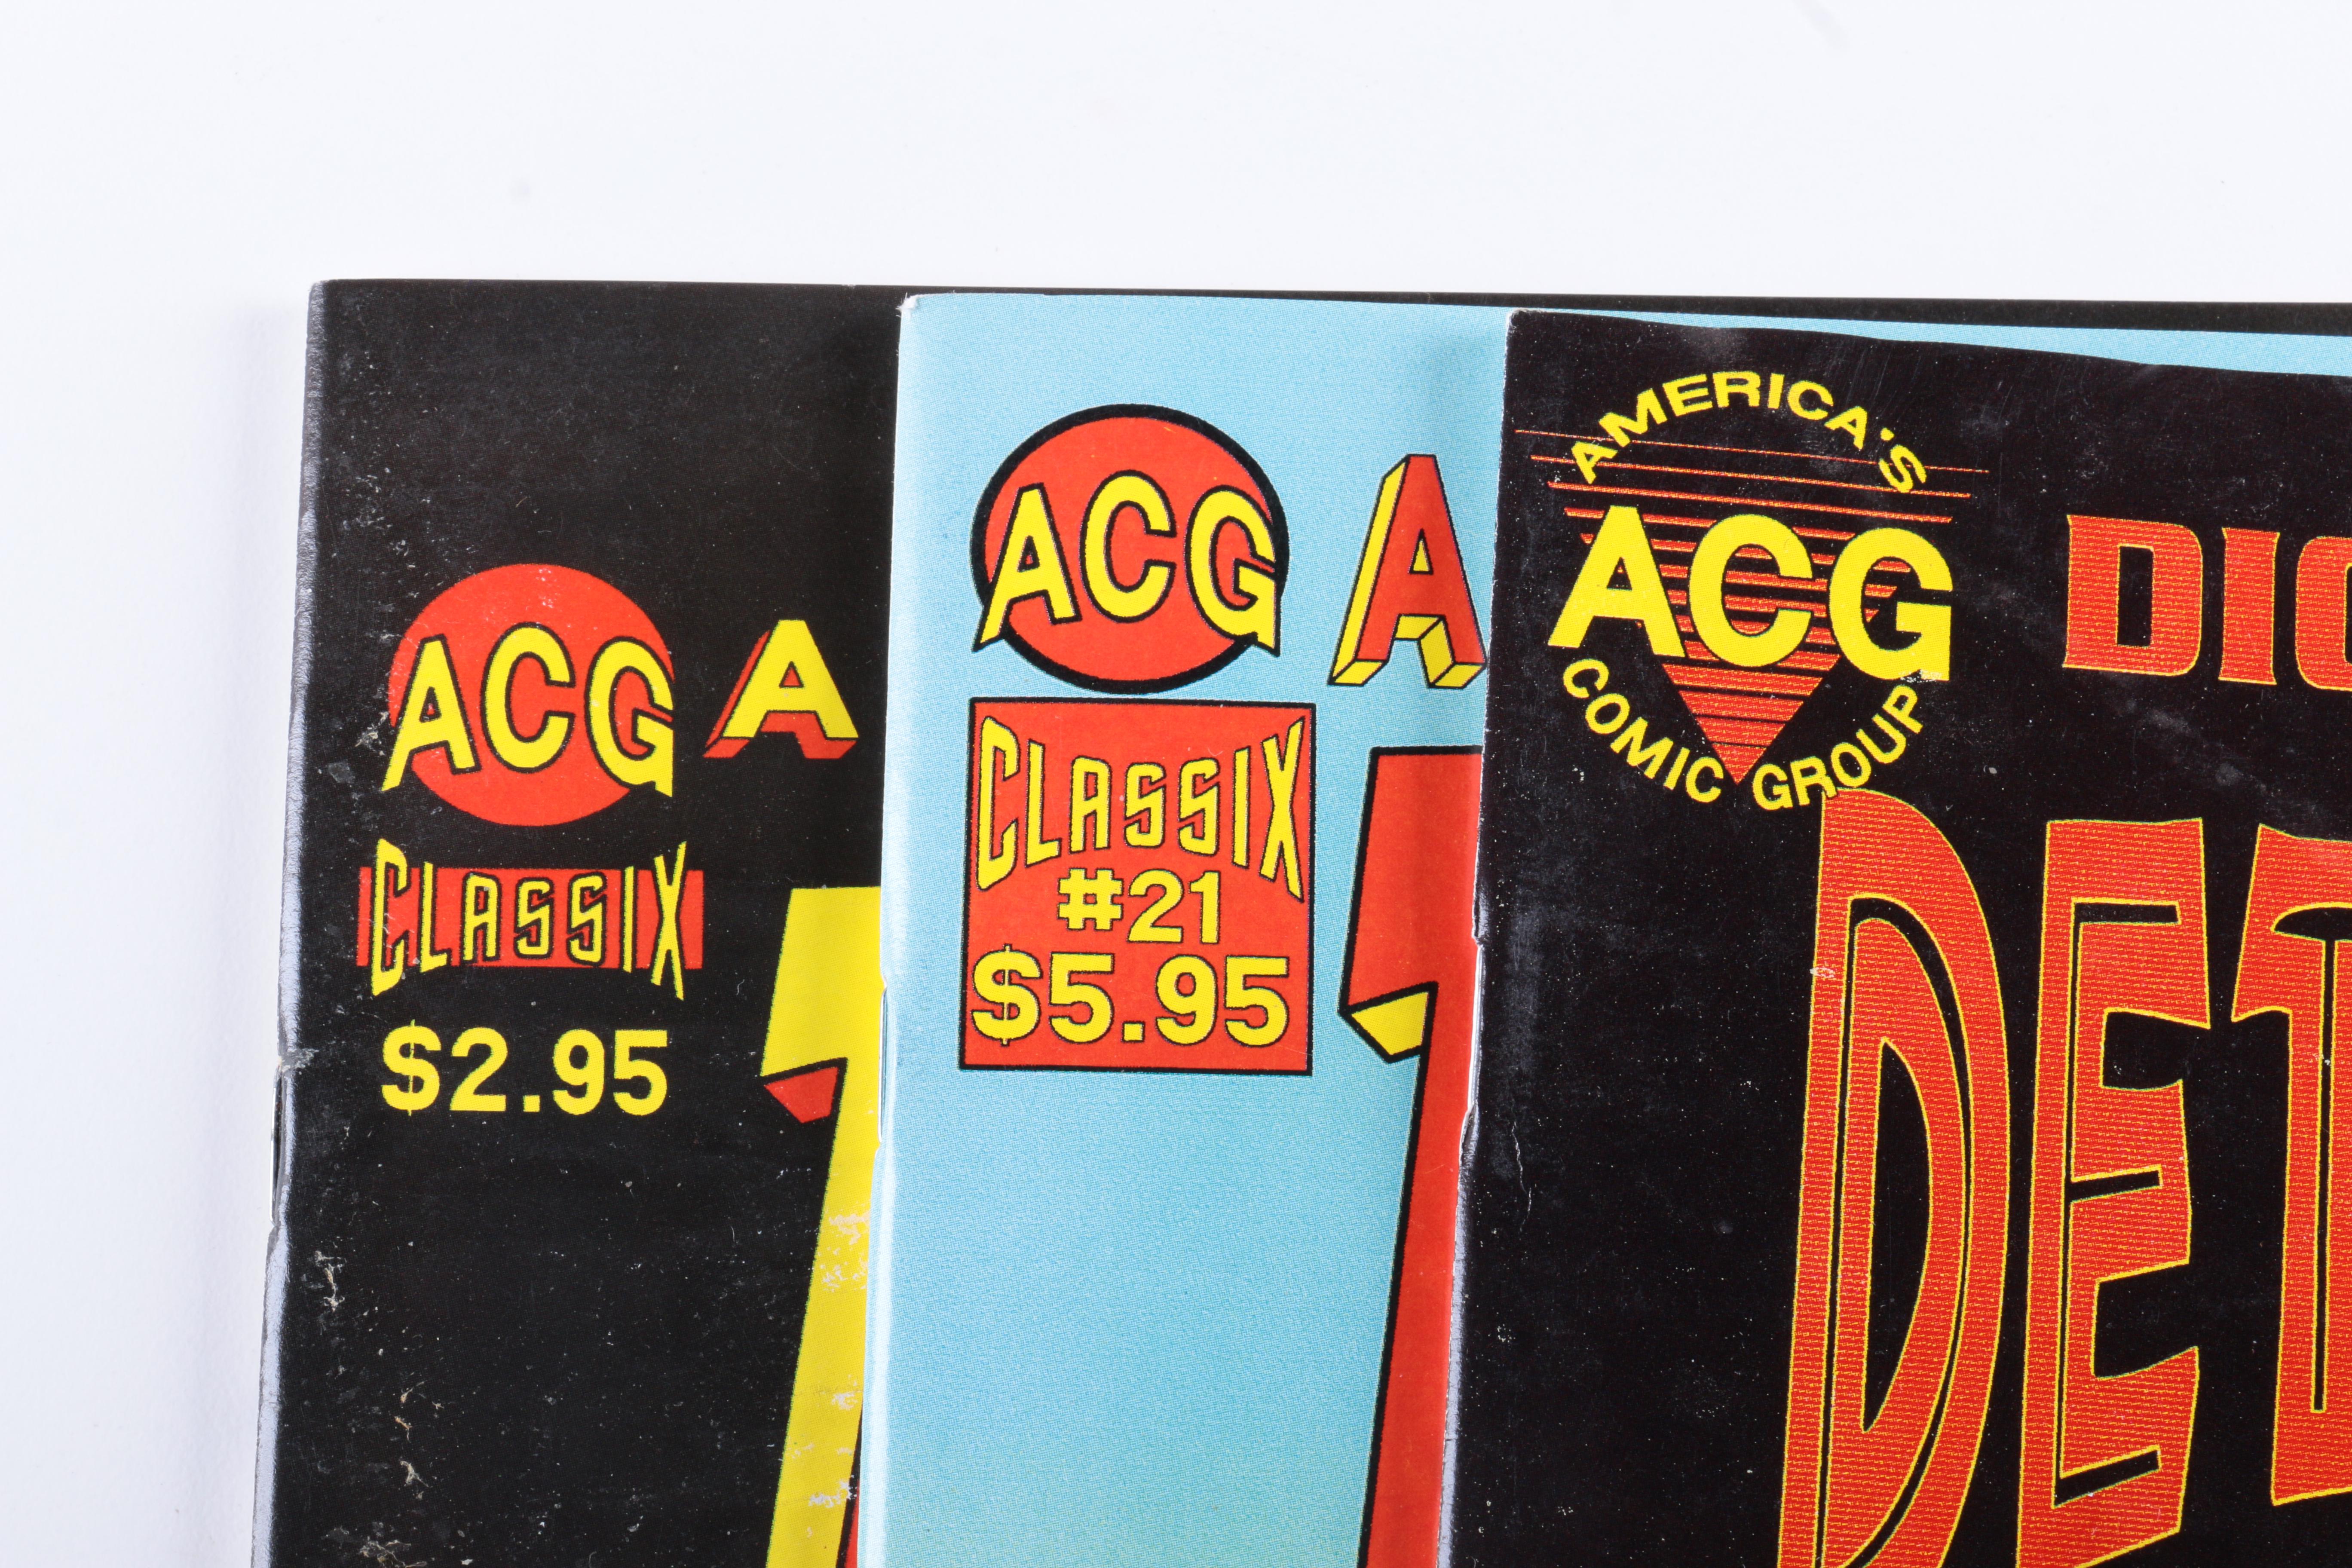 ACG
A
CLASSIX
$2.95
ACG
A
CLASSIX
#21
$5.95
AMERICA'S
ACG
COMIC GROUP